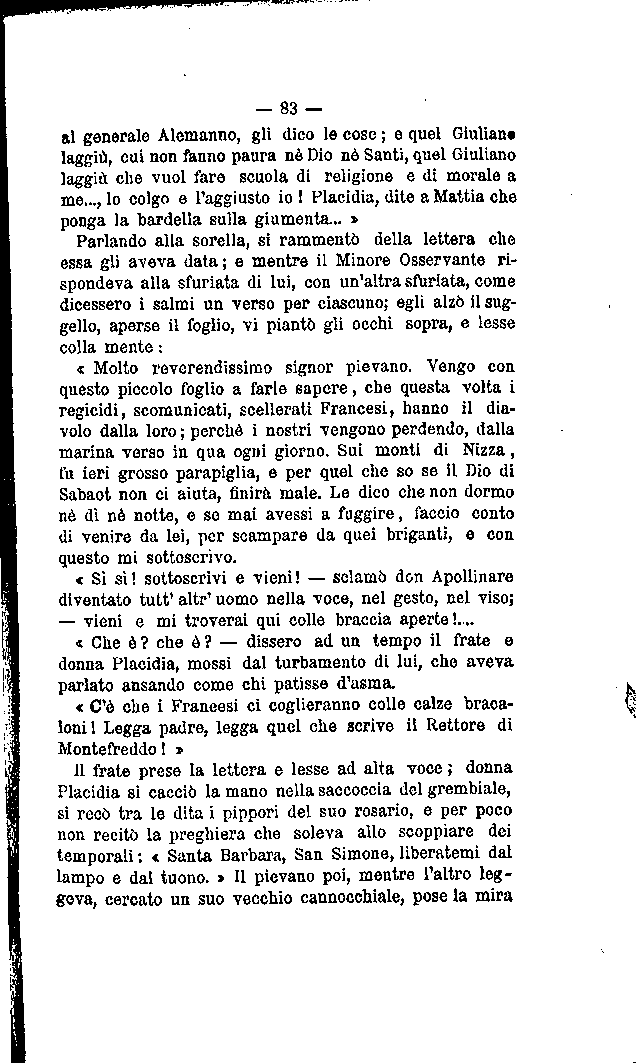 — 83 —
al generale Alemanno, gli dico le cose; e quel Giuliano
laggiù, cui non fanno paura nè Dio nè Santi, quel Giuliano
laggiù che vuol fare scuola di religione e di morale a
me..., lo colgo e l'aggiusto io! Placidia, dite a Mattia che
ponga la bardella sulla giumenta... »
Parlando alla sorella, si rammentò della lettera che
essa gli aveva data; e mentre il Minore Osservante ri-
spondeva alla sfuriata di lui, con un'altra sfuriata, come
dicessero i salmi un verso per ciascuno; egli alzò il sug-
gello, aperse il foglio, vi piantò gli occhi sopra, e lesse
colla mente:
« Molto reverendissimo signor pievano. Vengo con
questo piccolo foglio a farle sapere, che questa volta i
regicidi, scomunicati, scellerati Francesi, hanno il dia-
volo dalla loro; perchè i nostri vengono perdendo, dalla
marina verso in qua ogni giorno. Sui monti di Nizza,
fu ieri grosso parapiglia, e per quel che so se il Dio di
Sabaot non ci aiuta, finirà male. Le dico che non dormo
nè dì nè notte, e se mai avessi a fuggire, faccio conto
di venire da lei, per scampare da quei briganti, e con
questo mi sottoscrivo.
« Sì sì! sottoscrivi e vieni! — sclamò don Apollinare
diventato tutt' altr' uomo nella voce, nel gesto, nel viso;
— vieni e mi troverai qui colle braccia aperte!....
« Che è? che è? — dissero ad un tempo il frate e
donna Placidia, mossi dal turbamento di lui, che aveva
parlato ansando come chi patisse d'asma.
« C'è che i Francesi ci coglieranno colle calze braca-
loni! Legga padre, legga quel che scrive il Rettore di
Montefreddo! »
Il frate prese la lettera e lesse ad alta voce; donna
Placidia si cacciò la mano nella saccoccia del grembiale,
si recò tra le dita i pippori del suo rosario, e per poco
non recitò la preghiera che soleva allo scoppiare dei
temporali: « Santa Barbara, San Simone, liberatemi dal
lampo e dal tuono. » Il pievano poi, mentre l'altro leg-
geva, cercato un suo vecchio cannocchiale, pose la mira